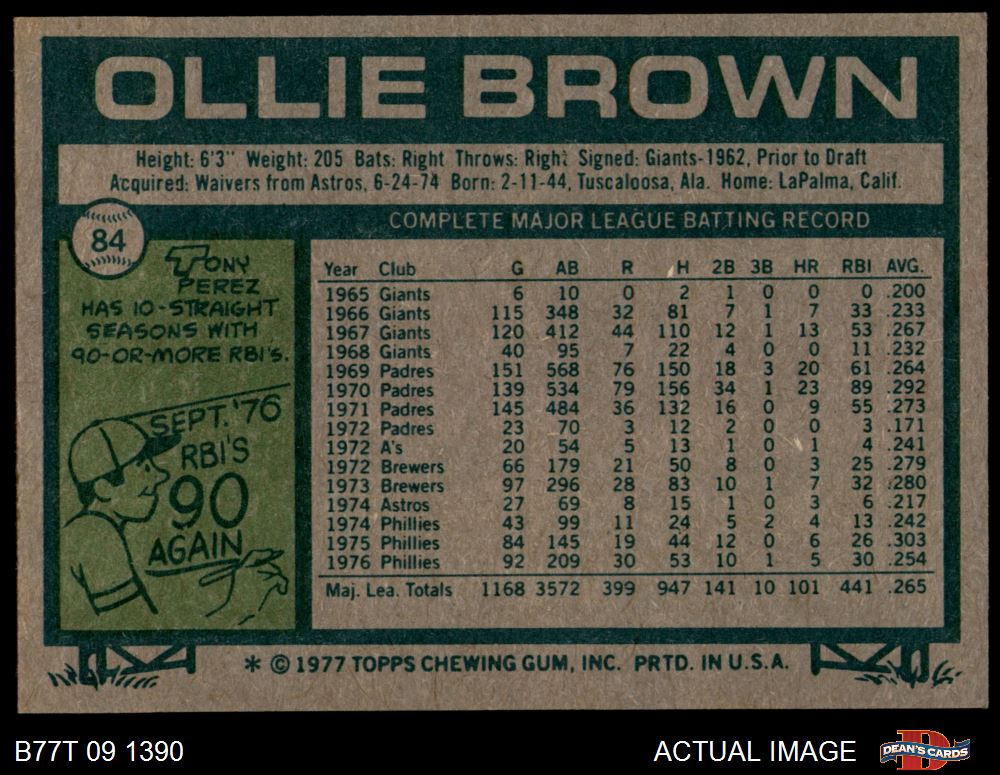 OLLIE BROWN
Height: 6'3" Weight: 205 Bats: Right Throws: Right Signed: Giants-1962, Prior to Draft
Acquired: Waivers from Astros, 6-24-74 Born: 2-11-44, Tuscaloosa, Ala. Home: LaPalma, Calif.
84
TONY
PEREZ
HAS 10-STRAIGHT
SEASONS WITH
90-OR-MORE RBI'S.
SEPT. '76
RBI'S
90
AGAIN
COMPLETE MAJOR LEAGUE BATTING RECORD
Year Club G AB R H 2B 3B HR RBI AVG.
1965 Giants 6 10 0 2 1 0 0 0 .200
1966 Giants 115 348 32 81 7 1 7 33 .233
1967 Giants 120 412 44 110 12 1 13 53 .267
1968 Giants 40 95 7 22 4 0 0 11 .232
1969 Padres 151 568 76 150 18 3 20 61 .264
1970 Padres 139 534 79 156 34 1 23 89 .292
1971 Padres 145 484 36 132 16 0 9 55 .273
1972 Padres 23 70 3 12 2 0 0 3 .171
1972 A's 20 54 5 13 1 0 1 4 .241
1972 Brewers 66 179 21 50 8 0 3 25 .279
1973 Brewers 97 296 28 83 10 1 7 32 .280
1974 Astros 27 69 8 15 1 0 3 6 .217
1974 Phillies 43 99 11 24 5 2 4 13 .242
1975 Phillies 84 145 19 44 12 0 6 26 .303
1976 Phillies 92 209 30 53 10 1 5 30 .254
Maj. Lea. Totals 1168 3572 399 947 141 10 101 441 .265
* © 1977 TOPPS CHEWING GUM, INC. PRTD. IN U.S.A.
B77T 09 1390
ACTUAL IMAGE
D
DEAN'S CARDS